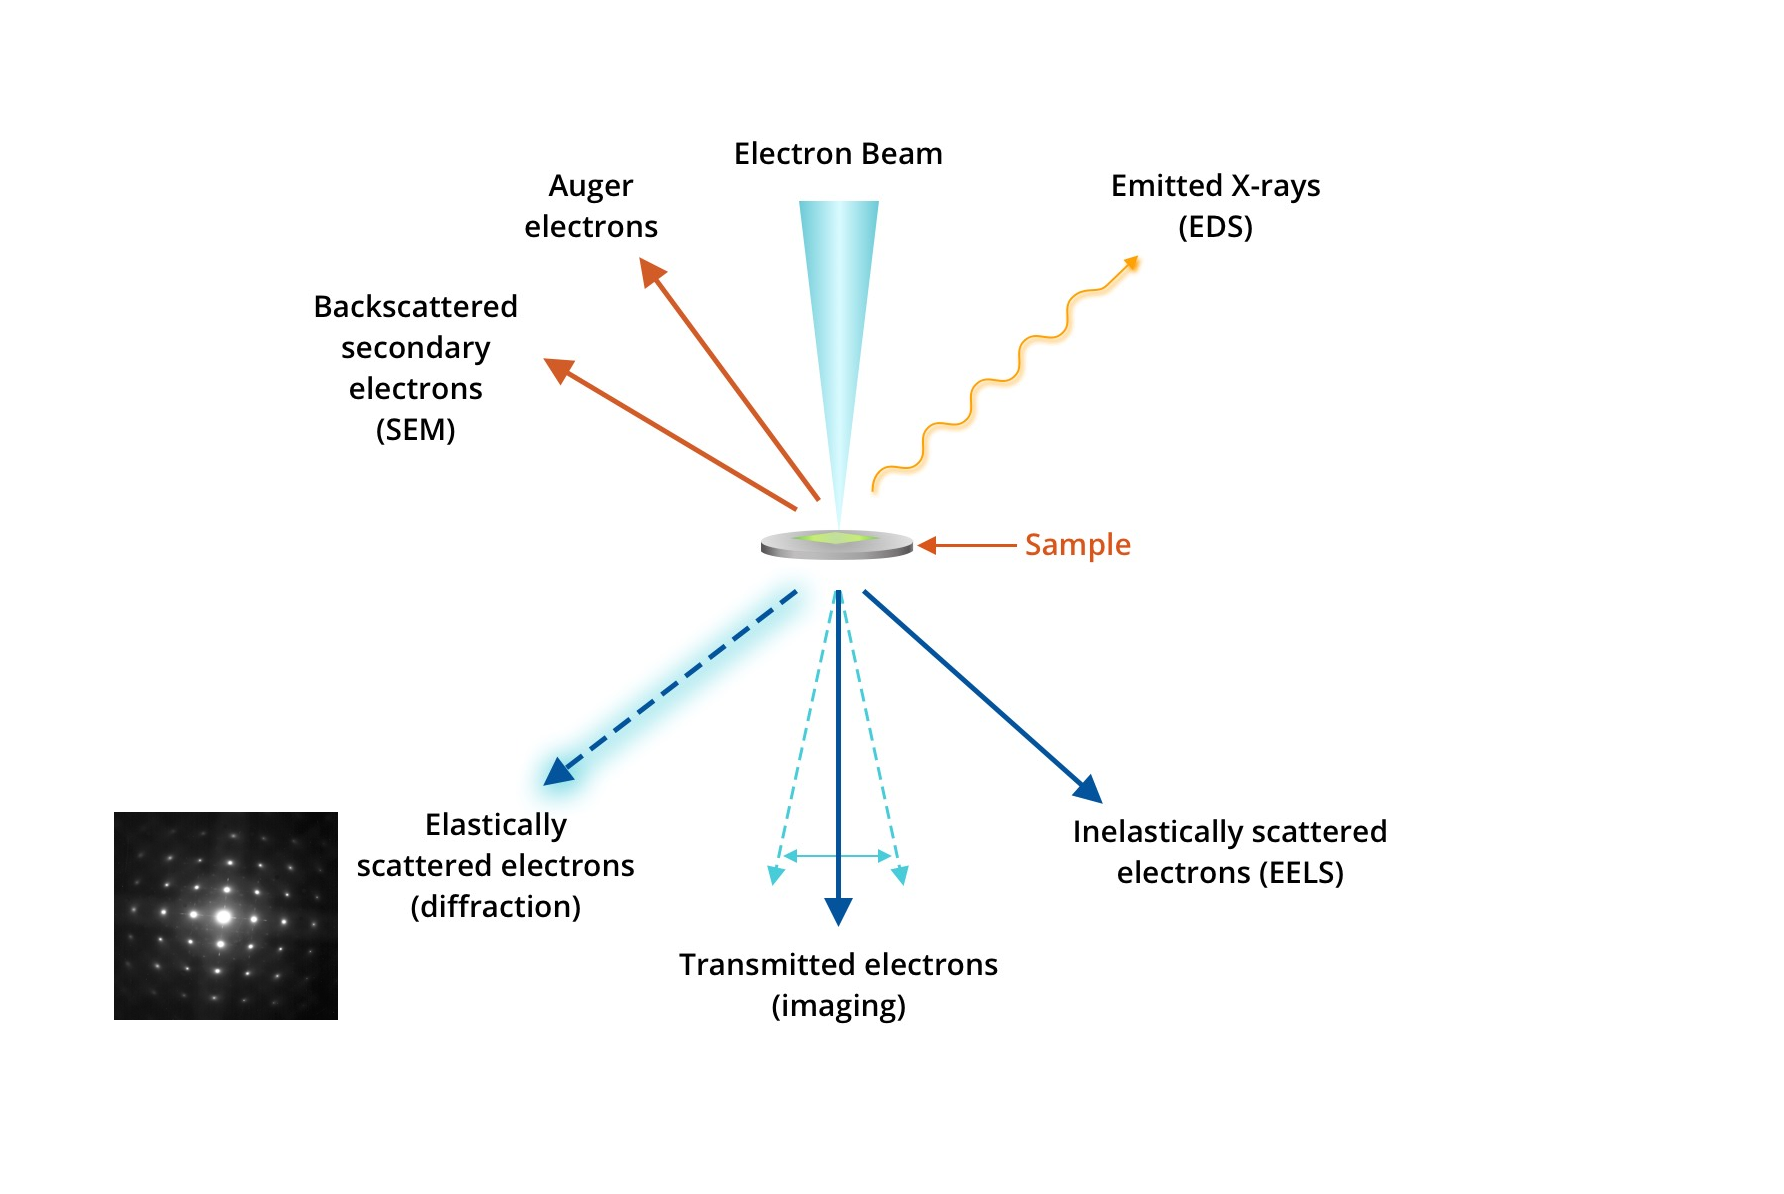 Electron Beam
Auger
electrons
Emitted X-rays
(EDS)
Backscattered
secondary
electrons
(SEM)
Sample
Elastically
scattered electrons
(diffraction)
Inelastically scattered
electrons (EELS)
Transmitted electrons
(imaging)